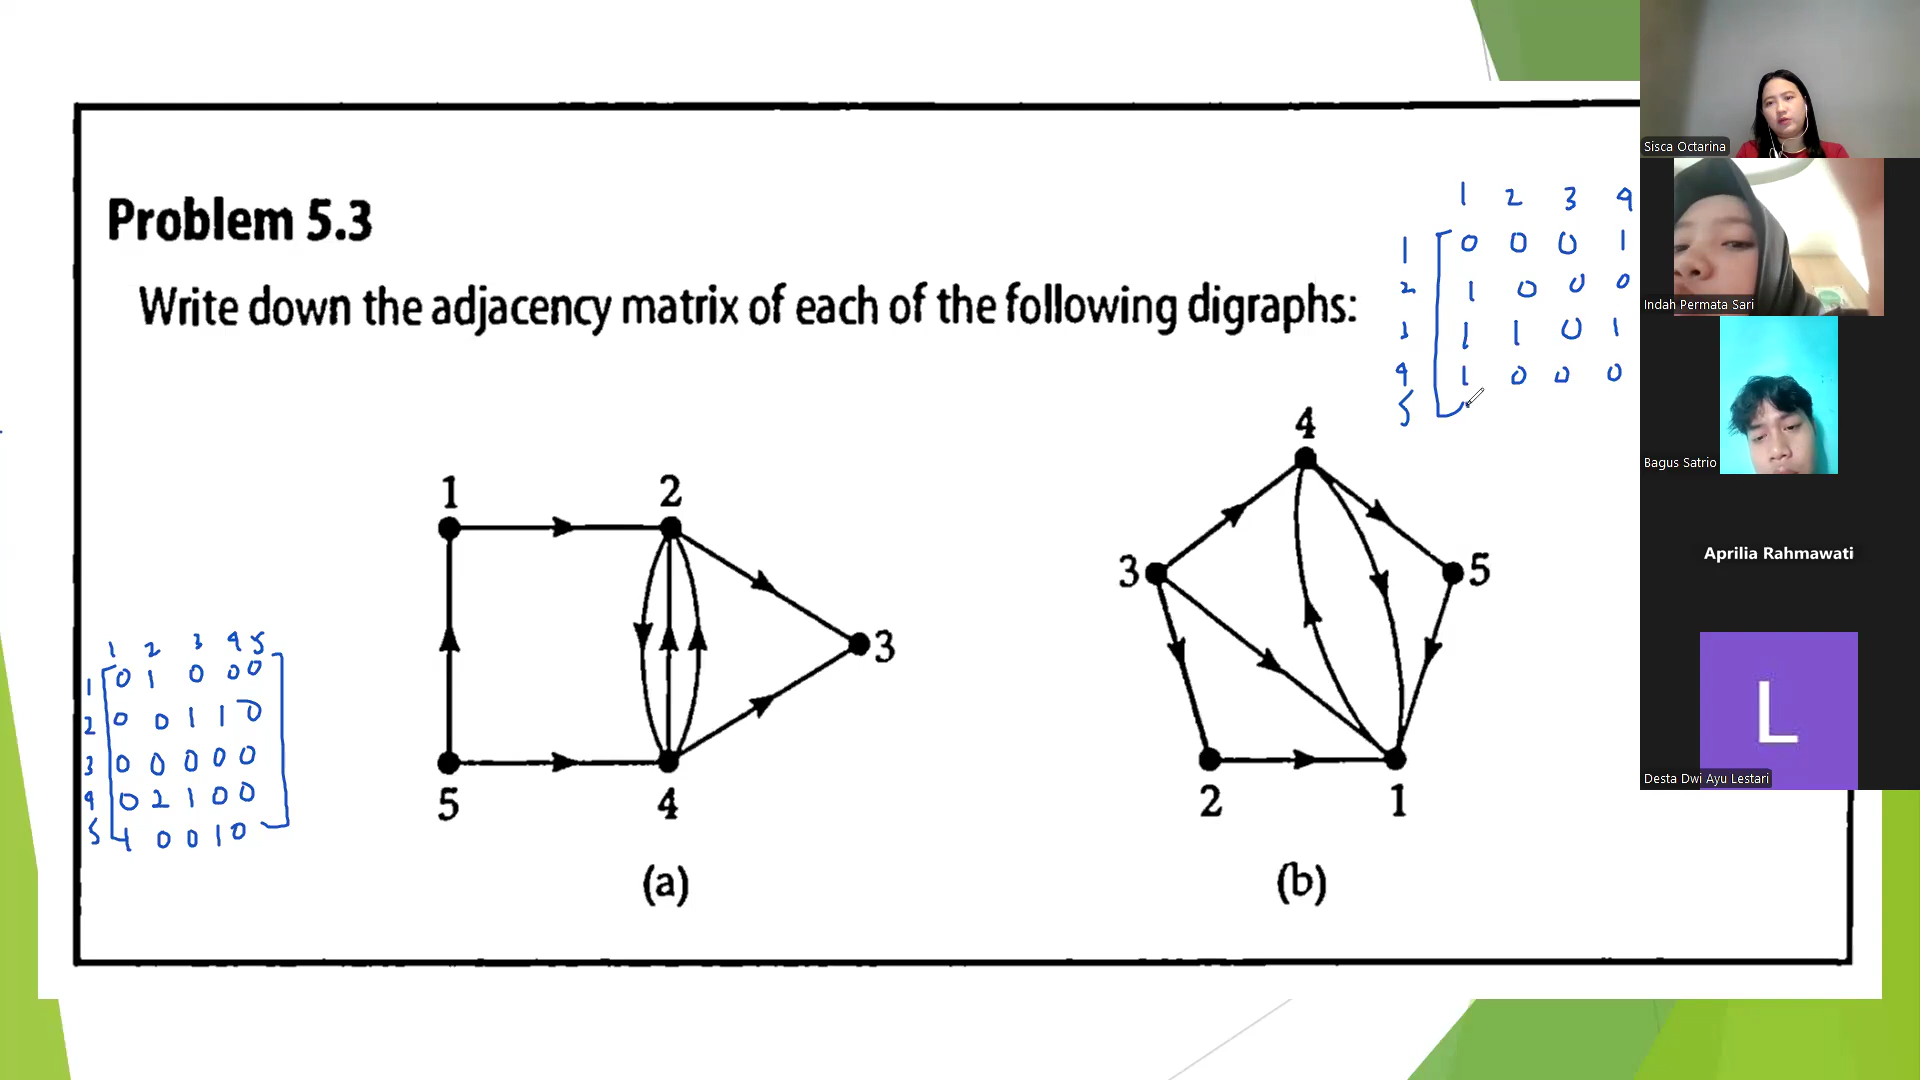 Problem 5.3
Write down the adjacency matrix of each of the following digraphs:
1 2 3 4
1 0 0 0 1
2 1 0 0 0
3 1 1 0 1
4 1 0 0 0
5
1 2 3 4 5
1 0 1 0 0 0
2 0 0 1 1 0
3 0 0 0 0 0
4 0 2 1 0 0
5 1 0 0 1 0
1
2
3
4
5
(a)
4
3
5
2
1
(b)
Sisca Octarina
Indah Permata Sari
Bagus Satrio
Aprilia Rahmawati
L
Desta Dwi Ayu Lestari